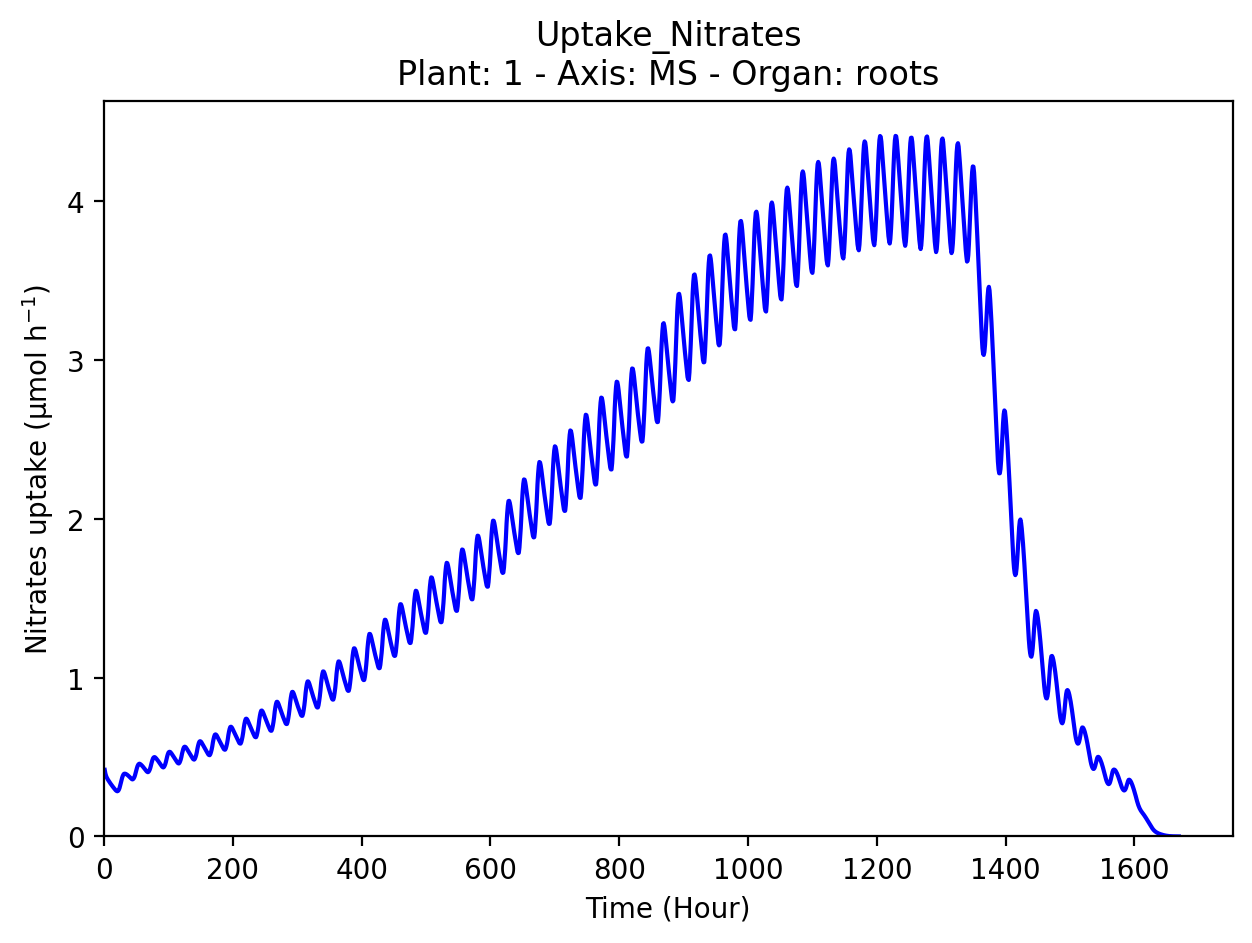 Uptake_Nitrates
Plant: 1 - Axis: MS - Organ: roots
Nitrates uptake (µmol h⁻¹)
4
3
2
1
0
0 200 400 600 800 1000 1200 1400 1600
Time (Hour)